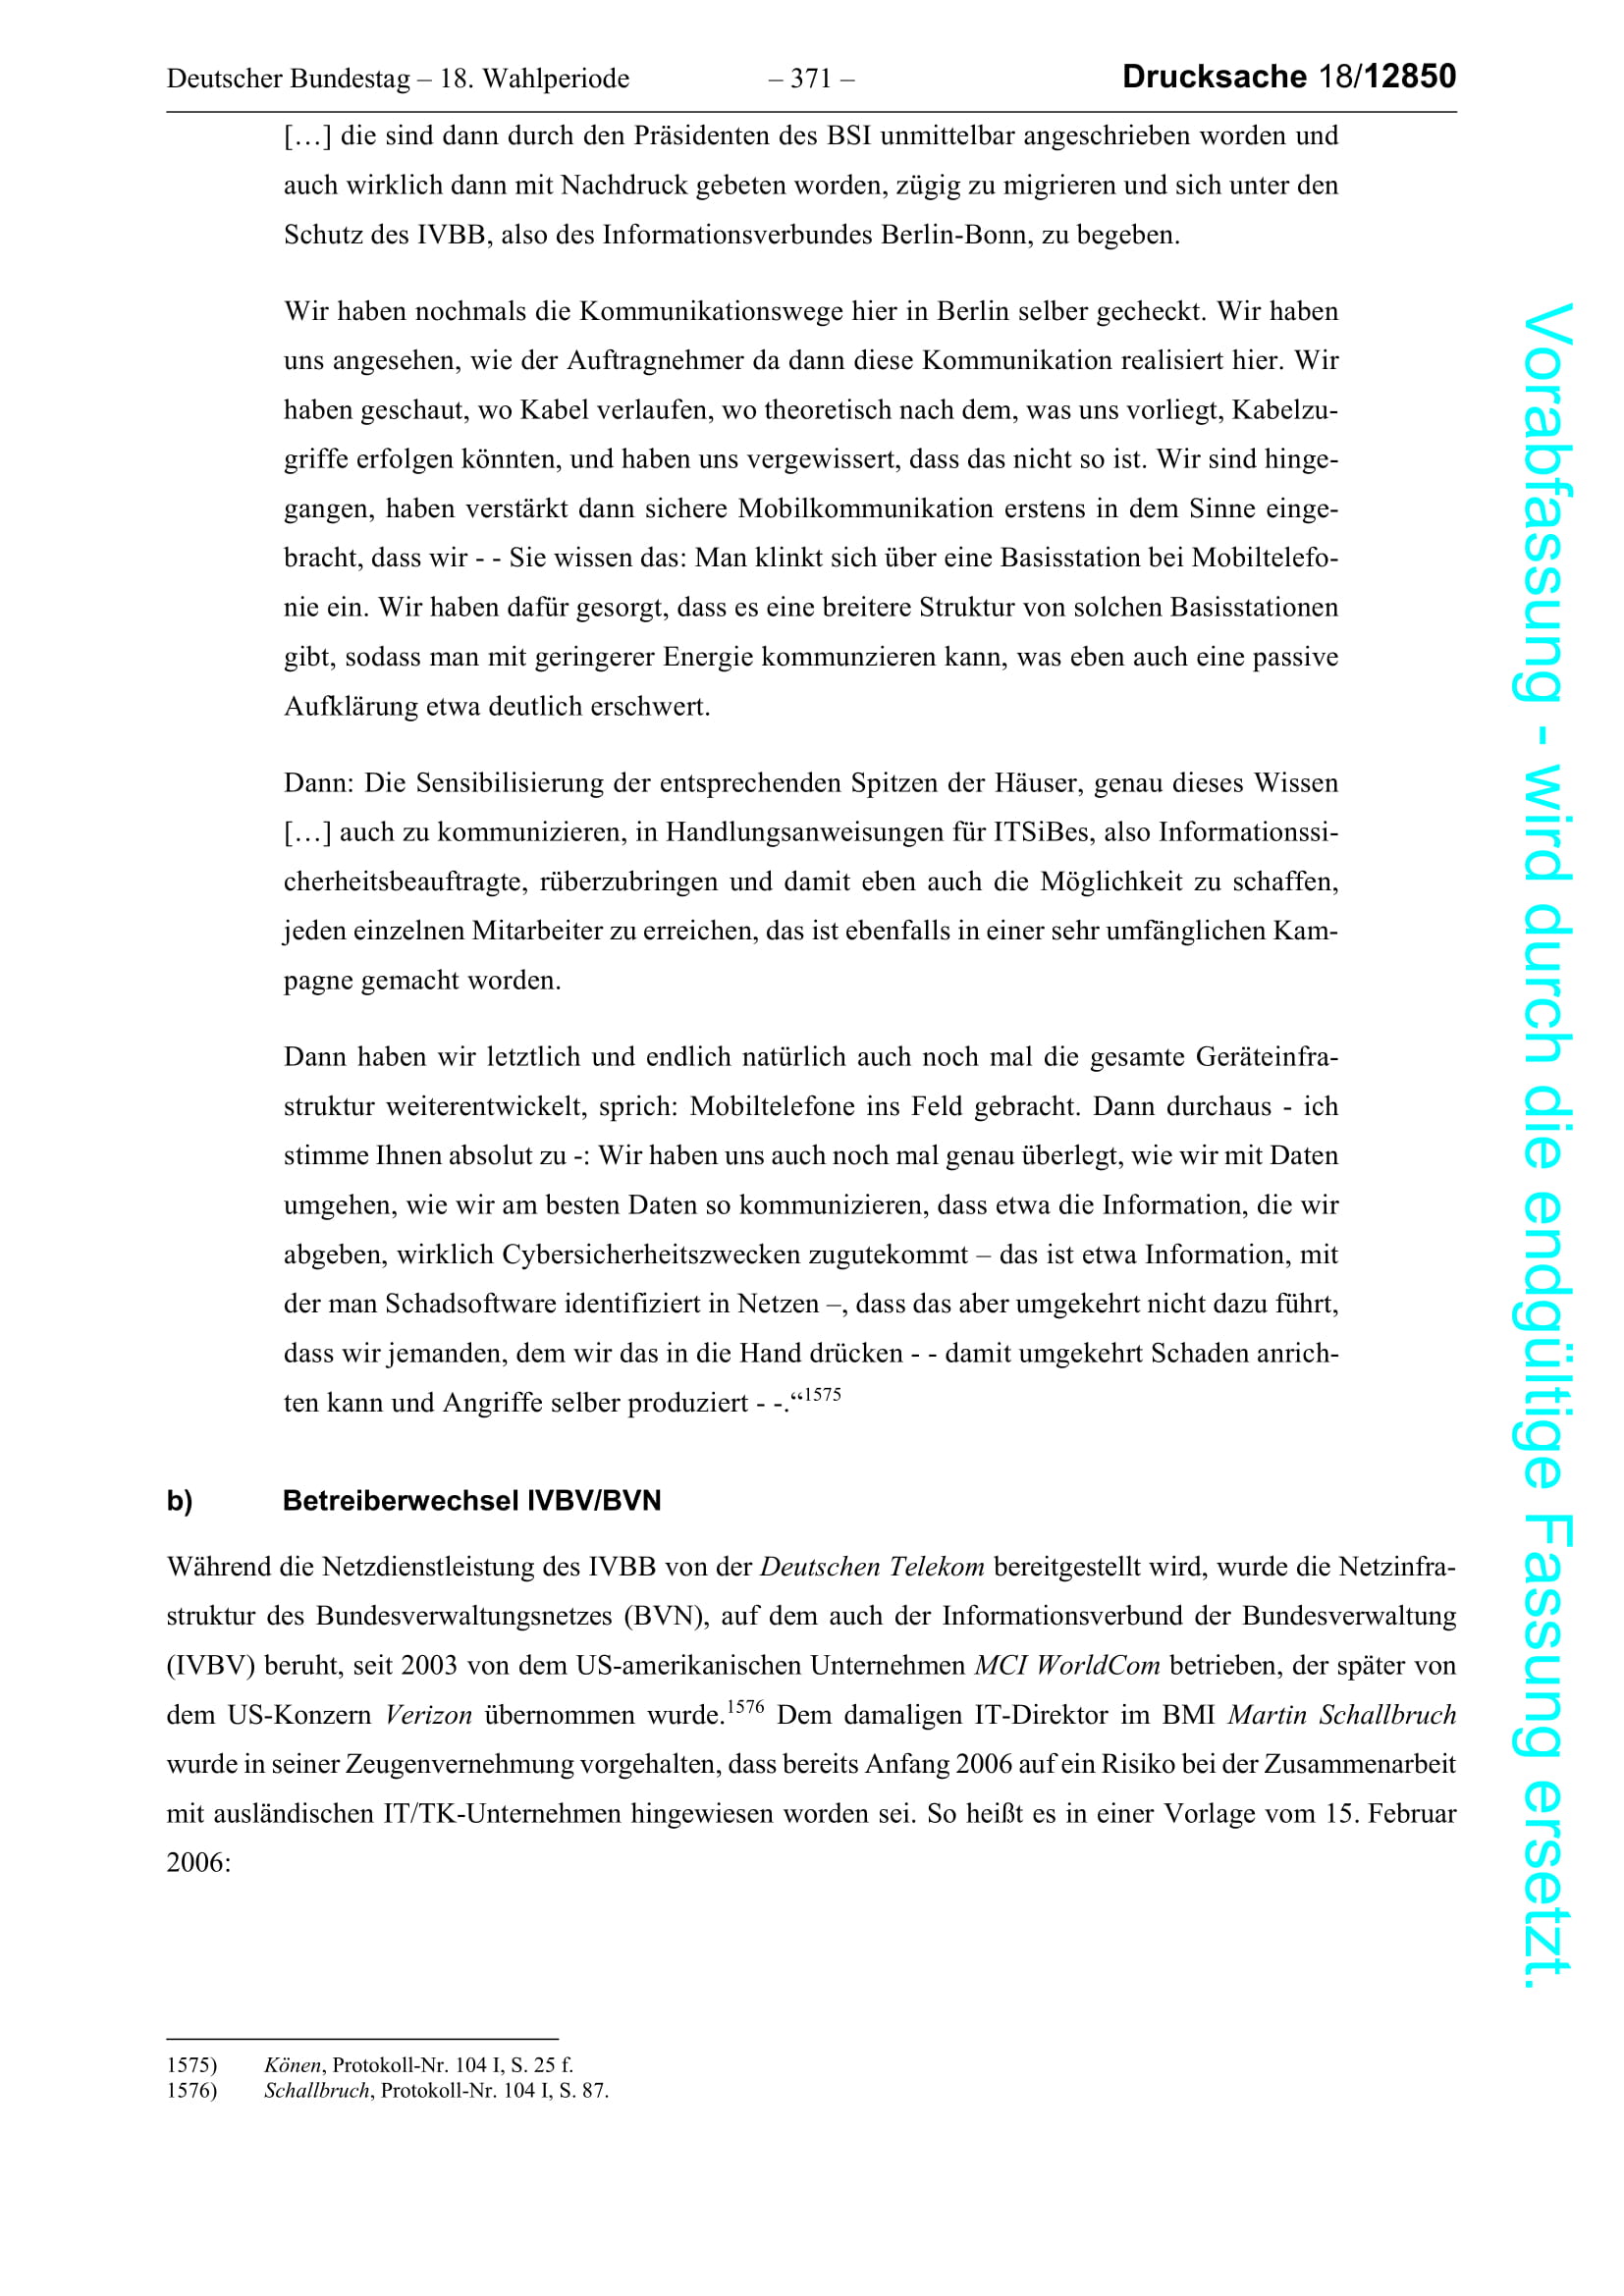 Deutscher Bundestag – 18. Wahlperiode – 371 – Drucksache 18/12850
[…] die sind dann durch den Präsidenten des BSI unmittelbar angeschrieben worden und
auch wirklich dann mit Nachdruck gebeten worden, zügig zu migrieren und sich unter den
Schutz des IVBB, also des Informationsverbundes Berlin-Bonn, zu begeben.
Wir haben nochmals die Kommunikationswege hier in Berlin selber gecheckt. Wir haben
uns angesehen, wie der Auftragnehmer da dann diese Kommunikation realisiert hier. Wir
haben geschaut, wo Kabel verlaufen, wo theoretisch nach dem, was uns vorliegt, Kabelzu-
griffe erfolgen könnten, und haben uns vergewissert, dass das nicht so ist. Wir sind hinge-
gangen, haben verstärkt dann sichere Mobilkommunikation erstens in dem Sinne einge-
bracht, dass wir - - Sie wissen das: Man klinkt sich über eine Basisstation bei Mobiltelefo-
nie ein. Wir haben dafür gesorgt, dass es eine breitere Struktur von solchen Basisstationen
gibt, sodass man mit geringerer Energie kommunzieren kann, was eben auch eine passive
Aufklärung etwa deutlich erschwert.
Dann: Die Sensibilisierung der entsprechenden Spitzen der Häuser, genau dieses Wissen
[…] auch zu kommunizieren, in Handlungsanweisungen für ITSiBes, also Informationssi-
cherheitsbeauftragte, rüberzubringen und damit eben auch die Möglichkeit zu schaffen,
jeden einzelnen Mitarbeiter zu erreichen, das ist ebenfalls in einer sehr umfänglichen Kam-
pagne gemacht worden.
Dann haben wir letztlich und endlich natürlich auch noch mal die gesamte Geräteinfra-
struktur weiterentwickelt, sprich: Mobiltelefone ins Feld gebracht. Dann durchaus - ich
stimme Ihnen absolut zu -: Wir haben uns auch noch mal genau überlegt, wie wir mit Daten
umgehen, wie wir am besten Daten so kommunizieren, dass etwa die Information, die wir
abgeben, wirklich Cybersicherheitszwecken zugutekommt – das ist etwa Information, mit
der man Schadsoftware identifiziert in Netzen –, dass das aber umgekehrt nicht dazu führt,
dass wir jemanden, dem wir das in die Hand drücken - - damit umgekehrt Schaden anrich-
ten kann und Angriffe selber produziert - -.“1575
b) Betreiberwechsel IVBV/BVN
Während die Netzdienstleistung des IVBB von der Deutschen Telekom bereitgestellt wird, wurde die Netzinfra-
struktur des Bundesverwaltungsnetzes (BVN), auf dem auch der Informationsverbund der Bundesverwaltung
(IVBV) beruht, seit 2003 von dem US-amerikanischen Unternehmen MCI WorldCom betrieben, der später von
dem US-Konzern Verizon übernommen wurde.1576 Dem damaligen IT-Direktor im BMI Martin Schallbruch
wurde in seiner Zeugenvernehmung vorgehalten, dass bereits Anfang 2006 auf ein Risiko bei der Zusammenarbeit
mit ausländischen IT/TK-Unternehmen hingewiesen worden sei. So heißt es in einer Vorlage vom 15. Februar
2006:
1575) Könen, Protokoll-Nr. 104 I, S. 25 f.
1576) Schallbruch, Protokoll-Nr. 104 I, S. 87.
Vorabfassung - wird durch die endgültige Fassung ersetzt.